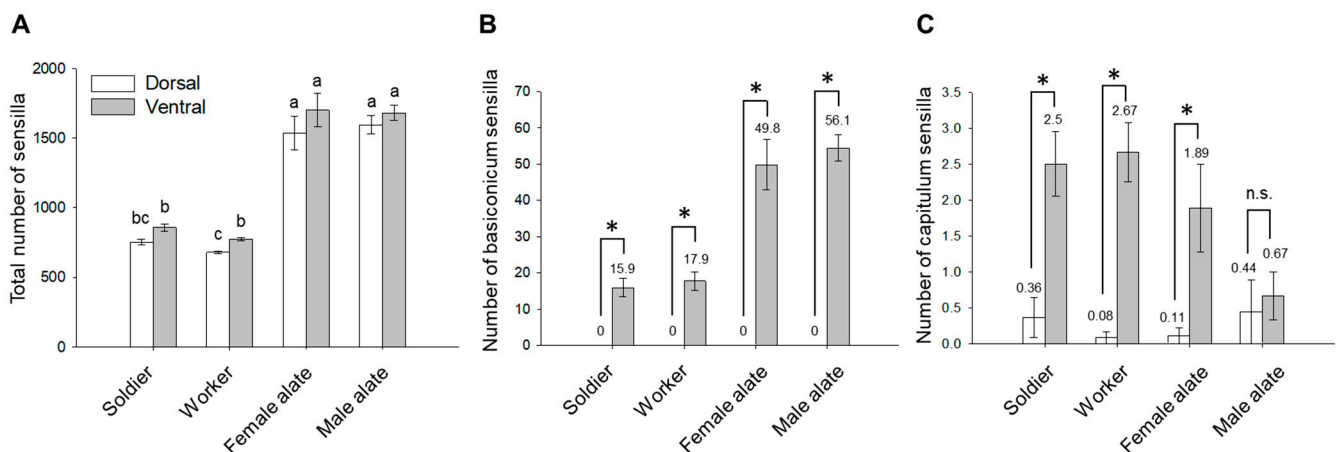 A
Total number of sensilla
2000
1500
1000
500
0
Dorsal
Ventral
bc
b
c
b
a
a
a
a
Soldier
Worker
Female alate
Male alate
B
Number of basiconicum sensilla
70
60
50
40
30
20
10
0
*
*
*
*
15.9
17.9
49.8
56.1
0
0
0
0
Soldier
Worker
Female alate
Male alate
C
Number of capitulum sensilla
3.5
3.0
2.5
2.0
1.5
1.0
0.5
0.0
*
*
*
n.s.
0.36
2.5
0.08
2.67
0.11
1.89
0.44
0.67
Soldier
Worker
Female alate
Male alate